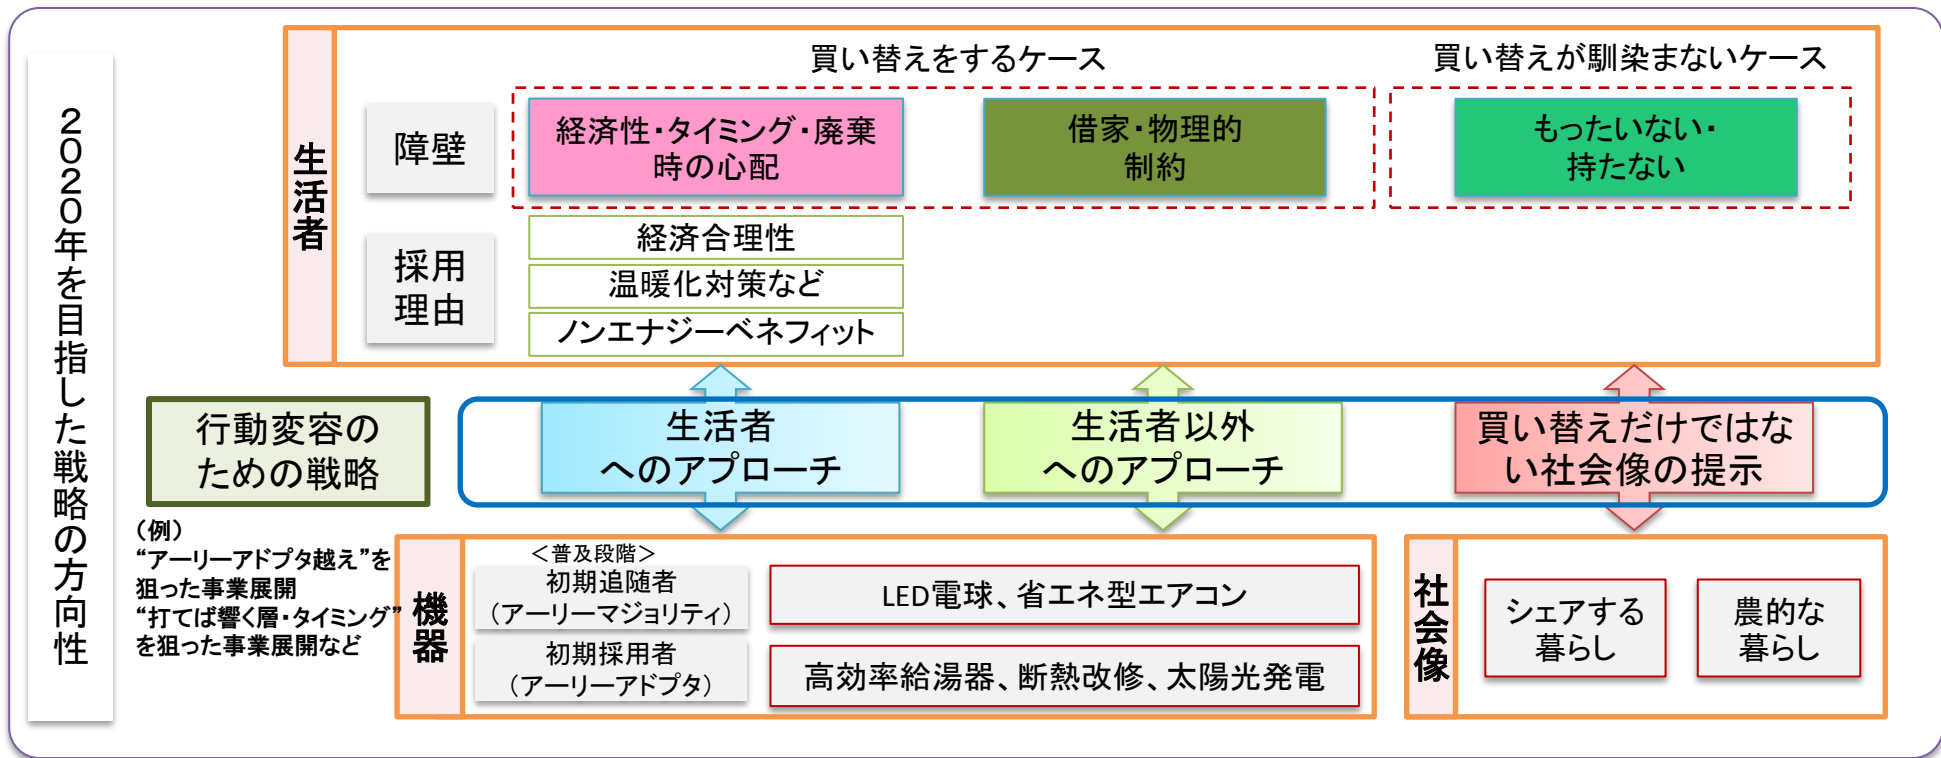 2020年を目指した戦略の方向性
生活者
買い替えをするケース
買い替えが馴染まないケース
障壁
経済性・タイミング・廃棄
時の心配
借家・物理的
制約
もったいない・
持たない
採用
理由
経済合理性
温暖化対策など
ノンエナジーベネフィット
行動変容の
ための戦略
生活者
へのアプローチ
生活者以外
へのアプローチ
買い替えだけではな
い社会像の提示
（例）
“アーリーアドプタ越え”を
狙った事業展開
“打てば響く層・タイミング”
を狙った事業展開など
機器
＜普及段階＞
初期追随者
（アーリーマジョリティ）
LED電球、省エネ型エアコン
初期採用者
（アーリーアドプタ）
高効率給湯器、断熱改修、太陽光発電
社会像
シェアする
暮らし
農的な
暮らし